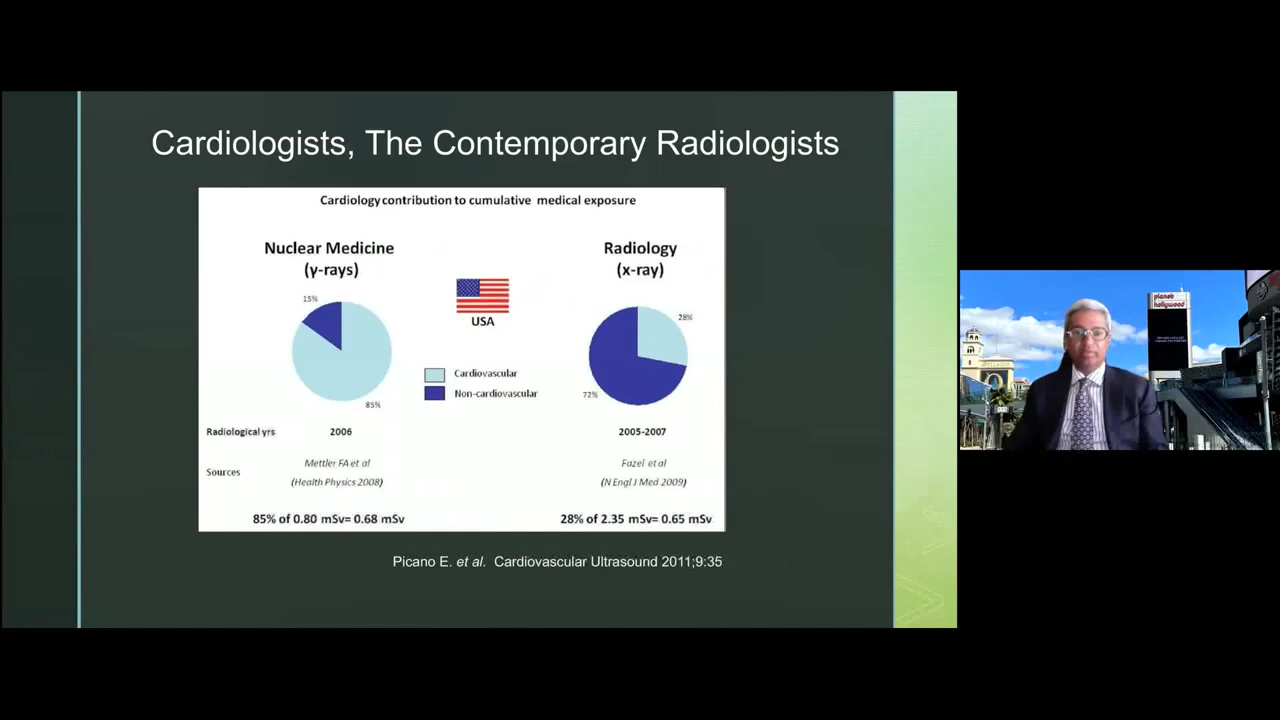 Cardiologists, The Contemporary Radiologists
Cardiology contribution to cumulative medical exposure
Nuclear Medicine
(γ-rays)
Radiology
(x-ray)
15%
85%
USA
28%
72%
Cardiovascular
Non-cardiovascular
Radiological yrs
2006
2005-2007
Sources
Mettler FA et al
(Health Physics 2008)
Fazel et al
(N Engl J Med 2009)
85% of 0.80 mSv= 0.68 mSv
28% of 2.35 mSv= 0.65 mSv
Picano E. et al. Cardiovascular Ultrasound 2011;9:35
planet
hollywood